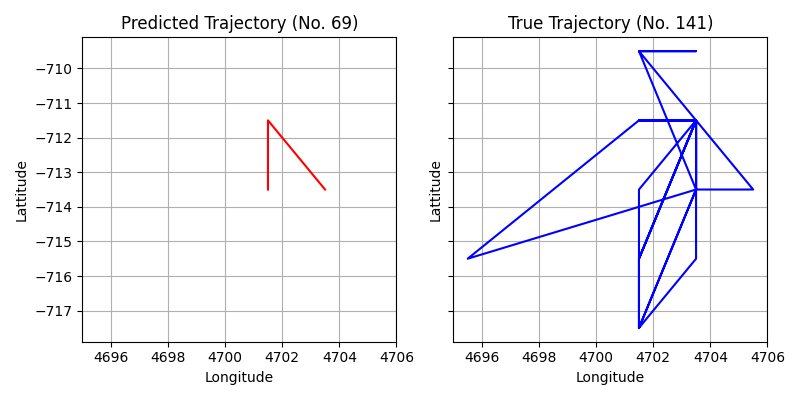 Predicted Trajectory (No. 69)
True Trajectory (No. 141)
−710
−711
−712
−713
−714
−715
−716
−717
Lattitude
Lattitude
4696 4698 4700 4702 4704 4706
4696 4698 4700 4702 4704 4706
Longitude
Longitude